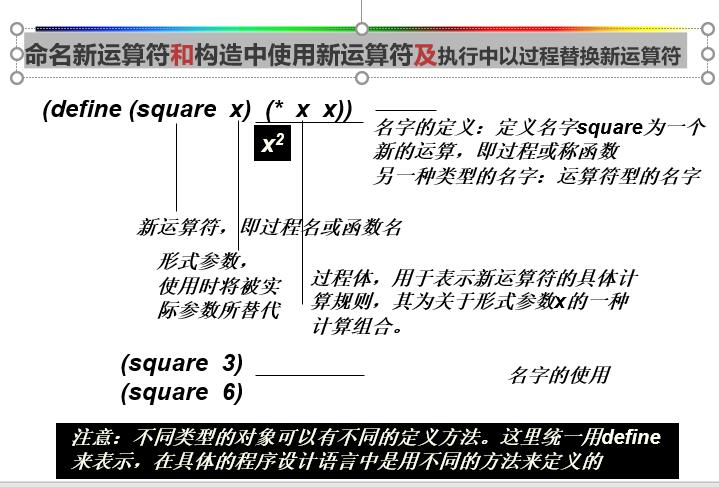 命名新运算符和构造中使用新运算符及执行中以过程替换新运算符
(define (square x) (* x x))
x²
名字的定义：定义名字square为一个
新的运算，即过程或称函数
另一种类型的名字：运算符型的名字
新运算符，即过程名或函数名
形式参数，
使用时将被实
际参数所替代
过程体，用于表示新运算符的具体计
算规则，其为关于形式参数x的一种
计算组合。
(square 3)
(square 6)
名字的使用
注意：不同类型的对象可以有不同的定义方法。这里统一用define
来表示，在具体的程序设计语言中是用不同的方法来定义的